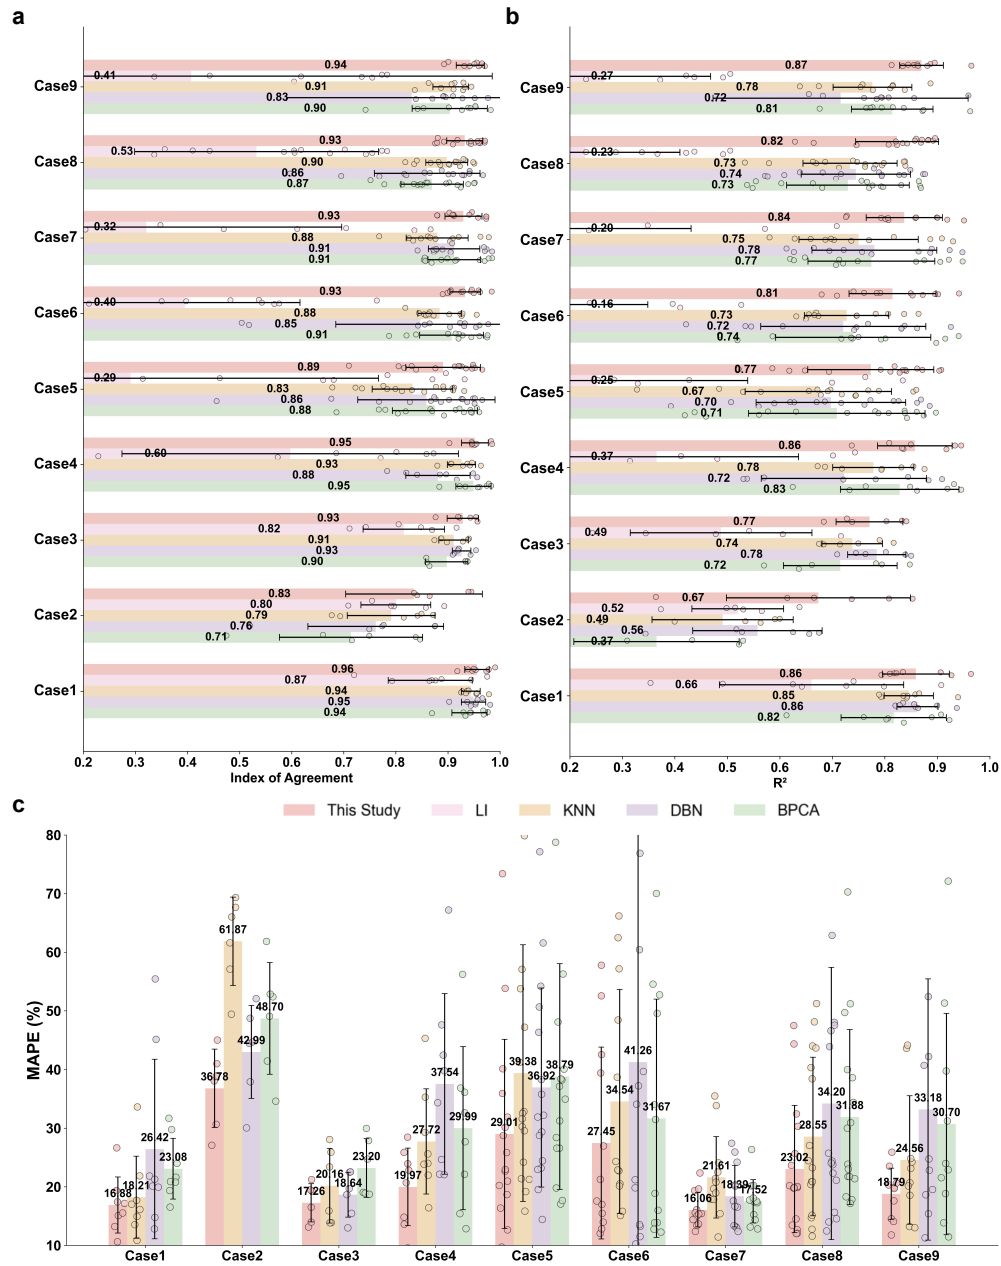 a
Case9
0.94
0.41
0.91
0.83
0.90
Case8
0.93
0.53
0.90
0.86
0.87
Case7
0.93
0.32
0.88
0.91
0.91
Case6
0.93
0.40
0.88
0.85
0.91
Case5
0.89
0.29
0.83
0.86
0.88
Case4
0.95
0.60
0.93
0.88
0.95
Case3
0.93
0.82
0.91
0.93
0.90
Case2
0.83
0.80
0.79
0.76
0.71
Case1
0.96
0.87
0.94
0.95
0.94
0.2 0.3 0.4 0.5 0.6 0.7 0.8 0.9 1.0
Index of Agreement
b
Case9
0.87
0.27
0.78
0.72
0.81
Case8
0.82
0.23
0.73
0.74
0.73
Case7
0.84
0.20
0.75
0.78
0.77
Case6
0.81
0.16
0.73
0.72
0.74
Case5
0.77
0.25
0.67
0.70
0.71
Case4
0.86
0.37
0.78
0.72
0.83
Case3
0.77
0.49
0.74
0.78
0.72
Case2
0.67
0.52
0.49
0.56
0.37
Case1
0.86
0.66
0.85
0.86
0.82
0.2 0.3 0.4 0.5 0.6 0.7 0.8 0.9 1.0
R²
c
This Study LI KNN DBN BPCA
MAPE (%)
80
70
60
50
40
30
20
10
16.88 18.21 26.42 23.08
36.78 61.87 42.99 48.70
17.26 20.16 18.64 23.20
19.97 27.72 37.54 29.99
29.01 39.38 36.92 38.79
27.45 34.54 41.26 31.67
16.06 21.61 18.39 17.52
23.02 28.55 34.20 31.88
18.79 24.56 33.18 30.70
Case1 Case2 Case3 Case4 Case5 Case6 Case7 Case8 Case9